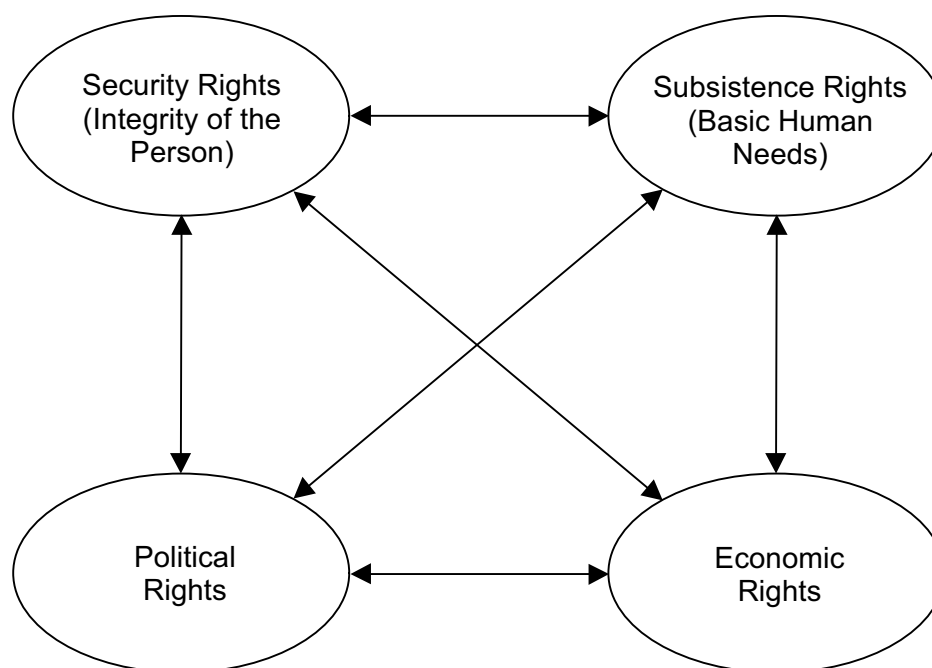 Security Rights
(Integrity of the
Person)
Subsistence Rights
(Basic Human
Needs)
Political
Rights
Economic
Rights